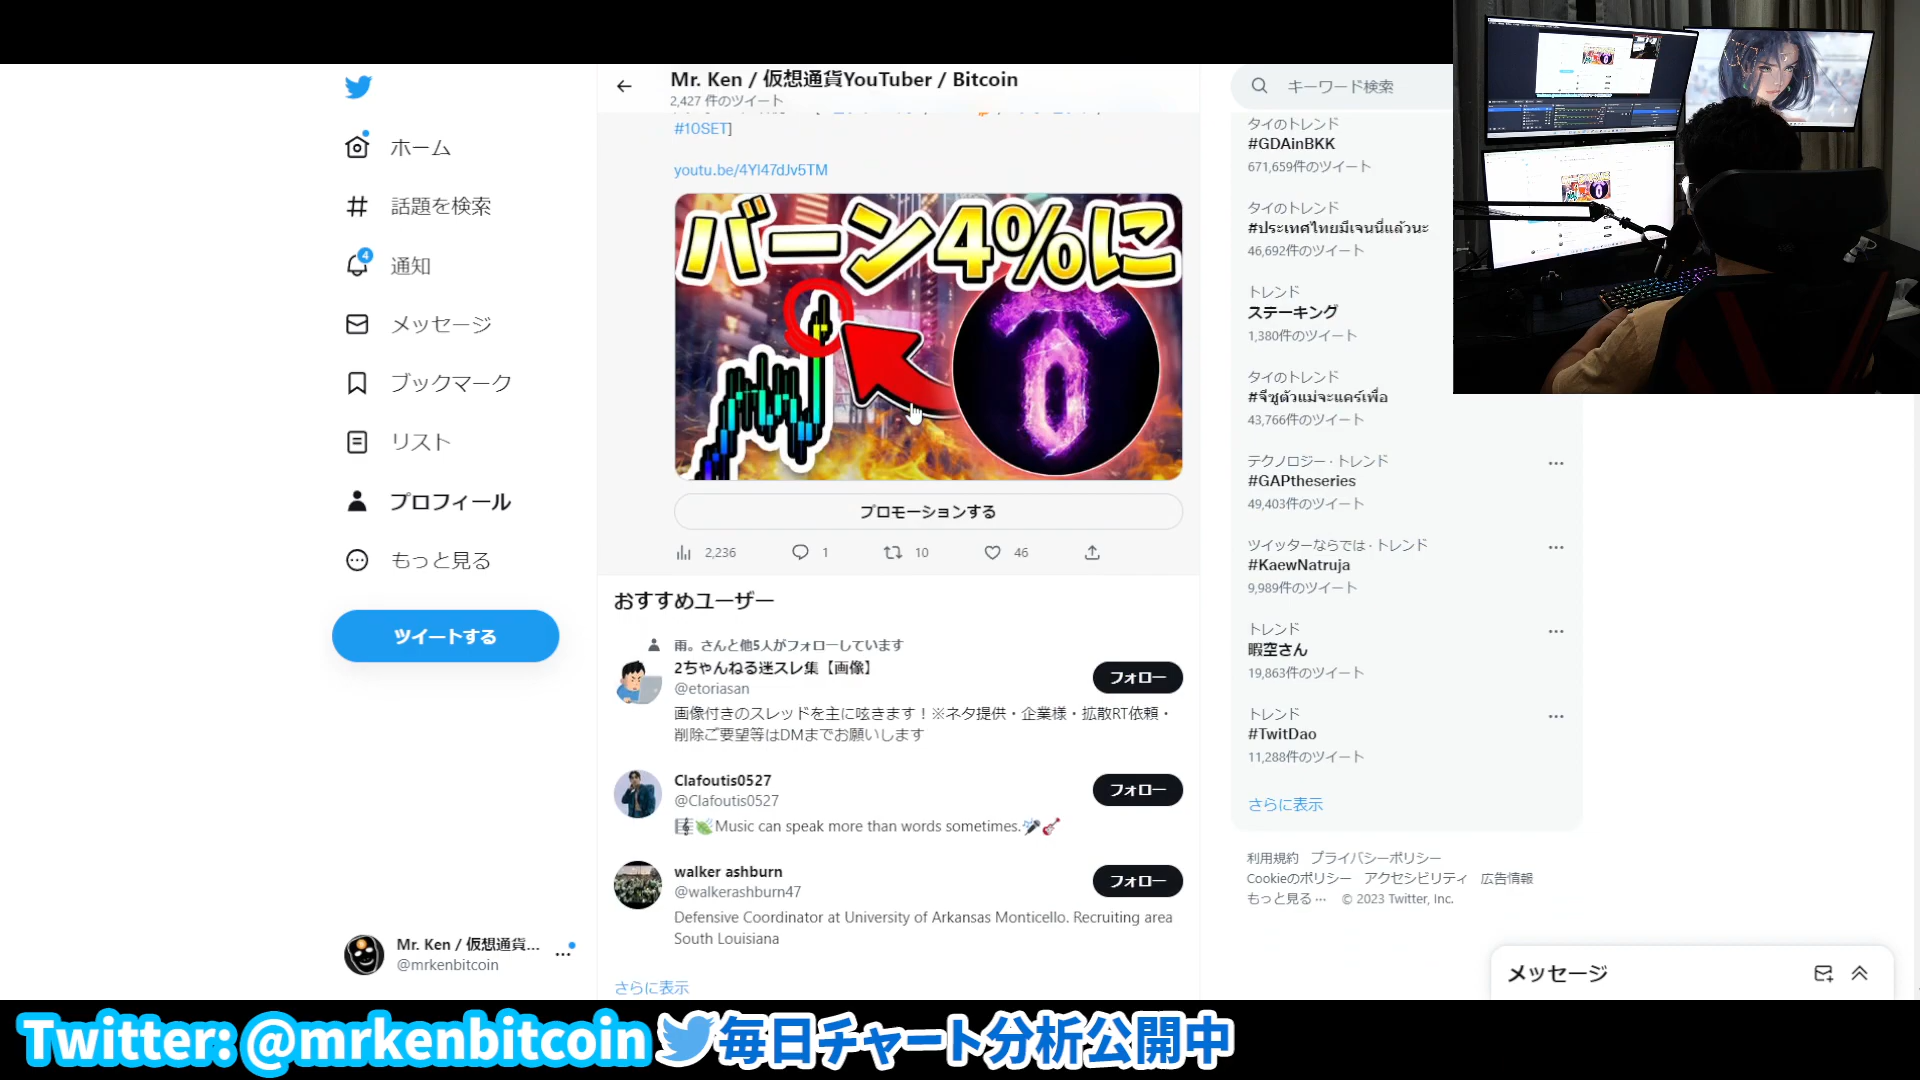 Mr. Ken / 仮想通貨YouTuber / Bitcoin
2,427 件のツイート
#10SET]
youtu.be/4Yl47dJv5TM
バーン4%に
プロモーションする
2,236
1
10
46
おすすめユーザー
雨。さんと他5人がフォローしています
2ちゃんねる迷スレ集【画像】
@etoriasan
フォロー
画像付きのスレッドを主に呟きます！※ネタ提供・企業様・拡散RT依頼・
削除ご要望等はDMまでお願いします
Clafoutis0527
@Clafoutis0527
フォロー
Music can speak more than words sometimes.
walker ashburn
@walkerashburn47
フォロー
Defensive Coordinator at University of Arkansas Monticello. Recruiting area
South Louisiana
さらに表示
ホーム
話題を検索
4
通知
メッセージ
ブックマーク
リスト
プロフィール
もっと見る
ツイートする
Mr. Ken / 仮想通貨...
@mrkenbitcoin
キーワード検索
タイのトレンド
#GDAinBKK
671,659件のツイート
タイのトレンド
#ประเทศไทยมีเจนนี่แล้วนะ
46,692件のツイート
トレンド
ステーキング
1,380件のツイート
タイのトレンド
#จีซูตัวแม่จะแคร์เพื่อ
43,766件のツイート
テクノロジー · トレンド
#GAPtheseries
49,403件のツイート
ツイッターならでは · トレンド
#KaewNatruja
9,989件のツイート
トレンド
暇空さん
19,863件のツイート
トレンド
#TwitDao
11,288件のツイート
さらに表示
利用規約 プライバシーポリシー
Cookieのポリシー アクセシビリティ 広告情報
もっと見る ··· © 2023 Twitter, Inc.
メッセージ
Twitter: @mrkenbitcoin 毎日チャート分析公開中